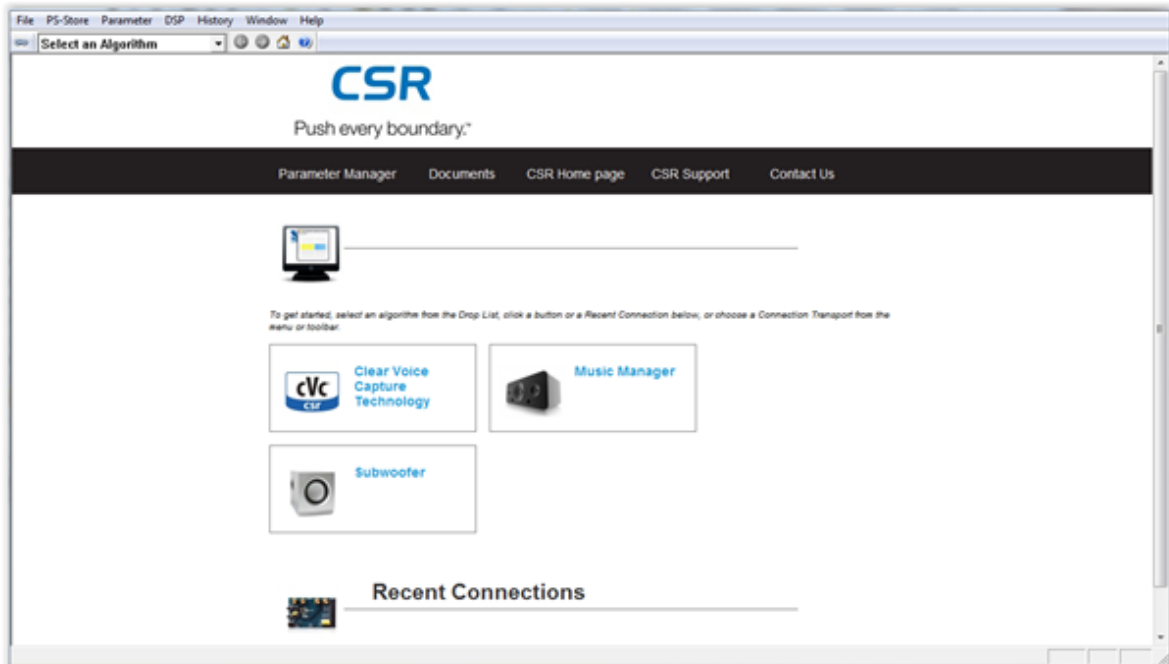 File PS-Store Parameter DSP History Window Help
Select an Algorithm
CSR
Push every boundary.™
Parameter Manager Documents CSR Home page CSR Support Contact Us
To get started, select an algorithm from the Drop List, click a button or a Recent Connection below, or choose a Connection Transport from the
menu or toolbar.
cVc
csr
Clear Voice
Capture
Technology
Music Manager
Subwoofer
Recent Connections